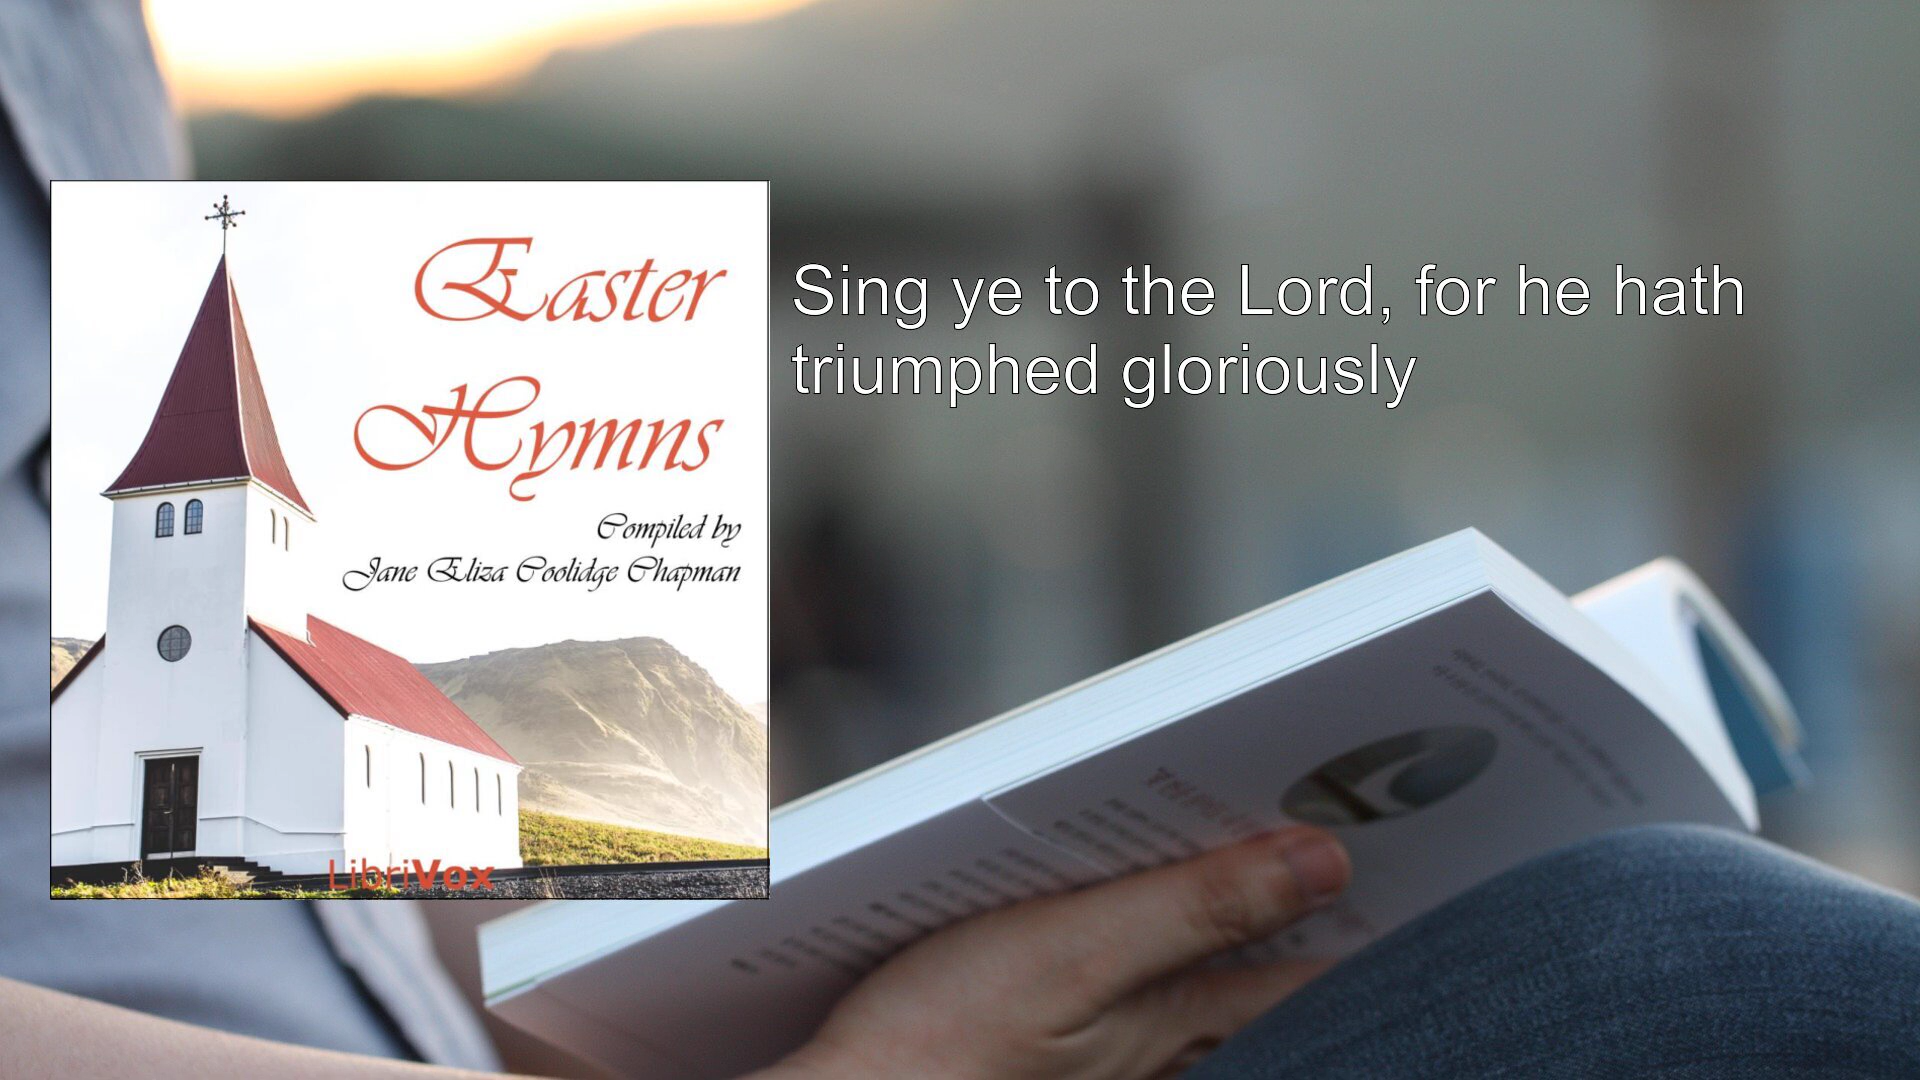 Easter
Hymns
Compiled by
Jane Eliza Coolidge Chapman
LibriVox
Sing ye to the Lord, for he hath
triumphed gloriously